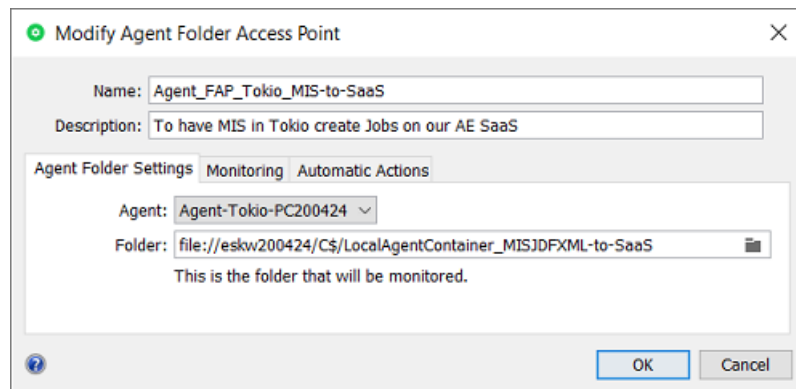 Modify Agent Folder Access Point
Name: Agent_FAP_Tokio_MIS-to-SaaS
Description: To have MIS in Tokio create Jobs on our AE SaaS
Agent Folder Settings Monitoring Automatic Actions
Agent: Agent-Tokio-PC200424
Folder: file://eskw200424/C$/LocalAgentContainer_MISJDFXML-to-SaaS
This is the folder that will be monitored.
OK Cancel